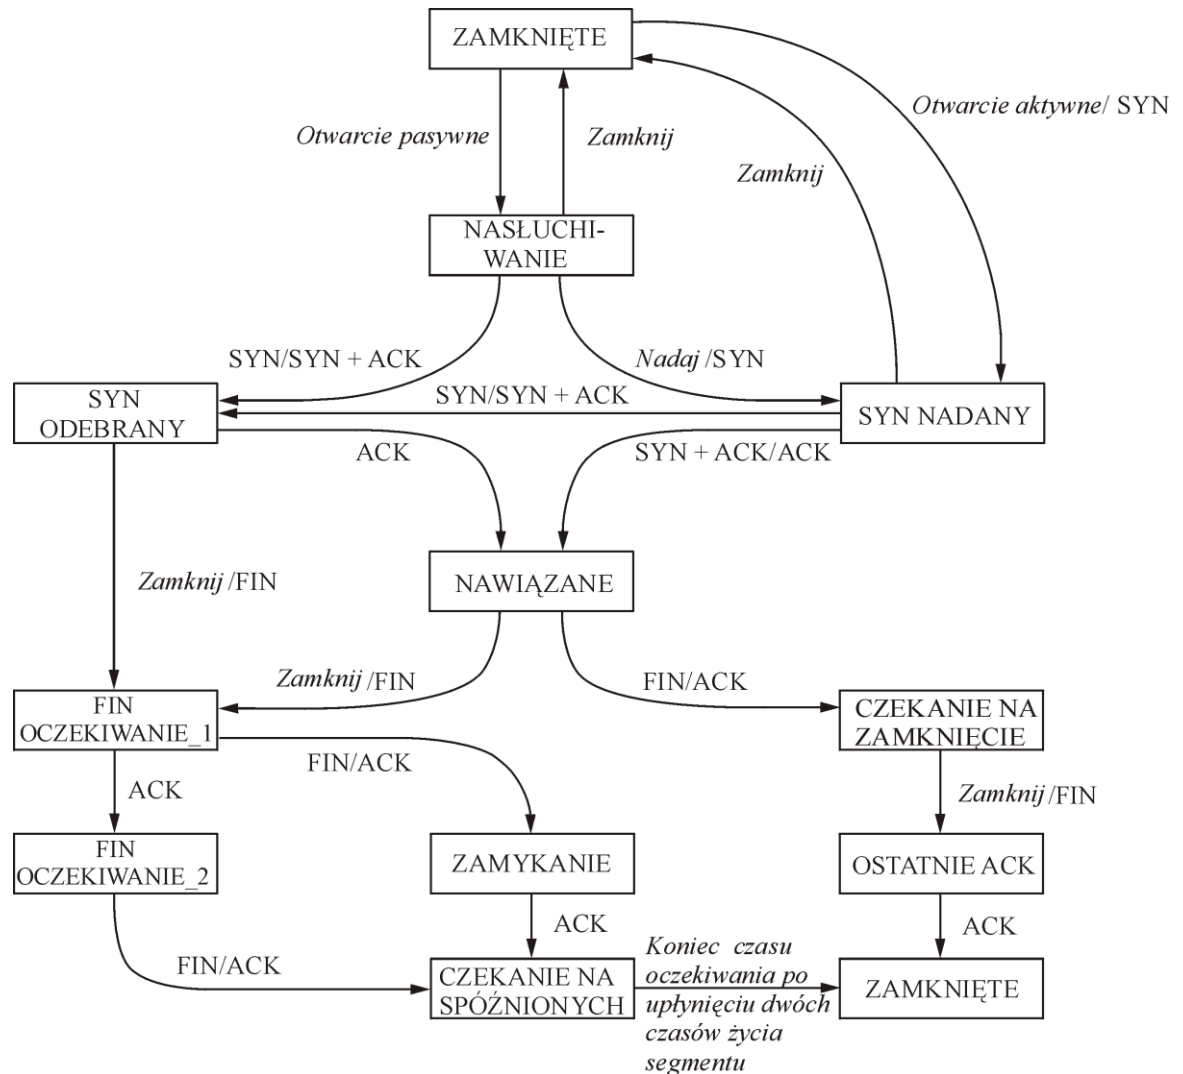 ZAMKNIĘTE
Otwarcie aktywne/ SYN
Otwarcie pasywne
Zamknij
Zamknij
NASŁUCHI-
WANIE
SYN/SYN + ACK
Nadaj /SYN
SYN
ODEBRANY
SYN/SYN + ACK
SYN NADANY
ACK
SYN + ACK/ACK
Zamknij /FIN
NAWIĄZANE
Zamknij /FIN
FIN/ACK
FIN
OCZEKIWANIE_1
CZEKANIE NA
ZAMKNIĘCIE
FIN/ACK
ACK
Zamknij /FIN
FIN
OCZEKIWANIE_2
ZAMYKANIE
OSTATNIE ACK
ACK
ACK
FIN/ACK
CZEKANIE NA
SPÓŹNIONYCH
Koniec czasu
oczekiwania po
upłynięciu dwóch
czasów życia
segmentu
ZAMKNIĘTE